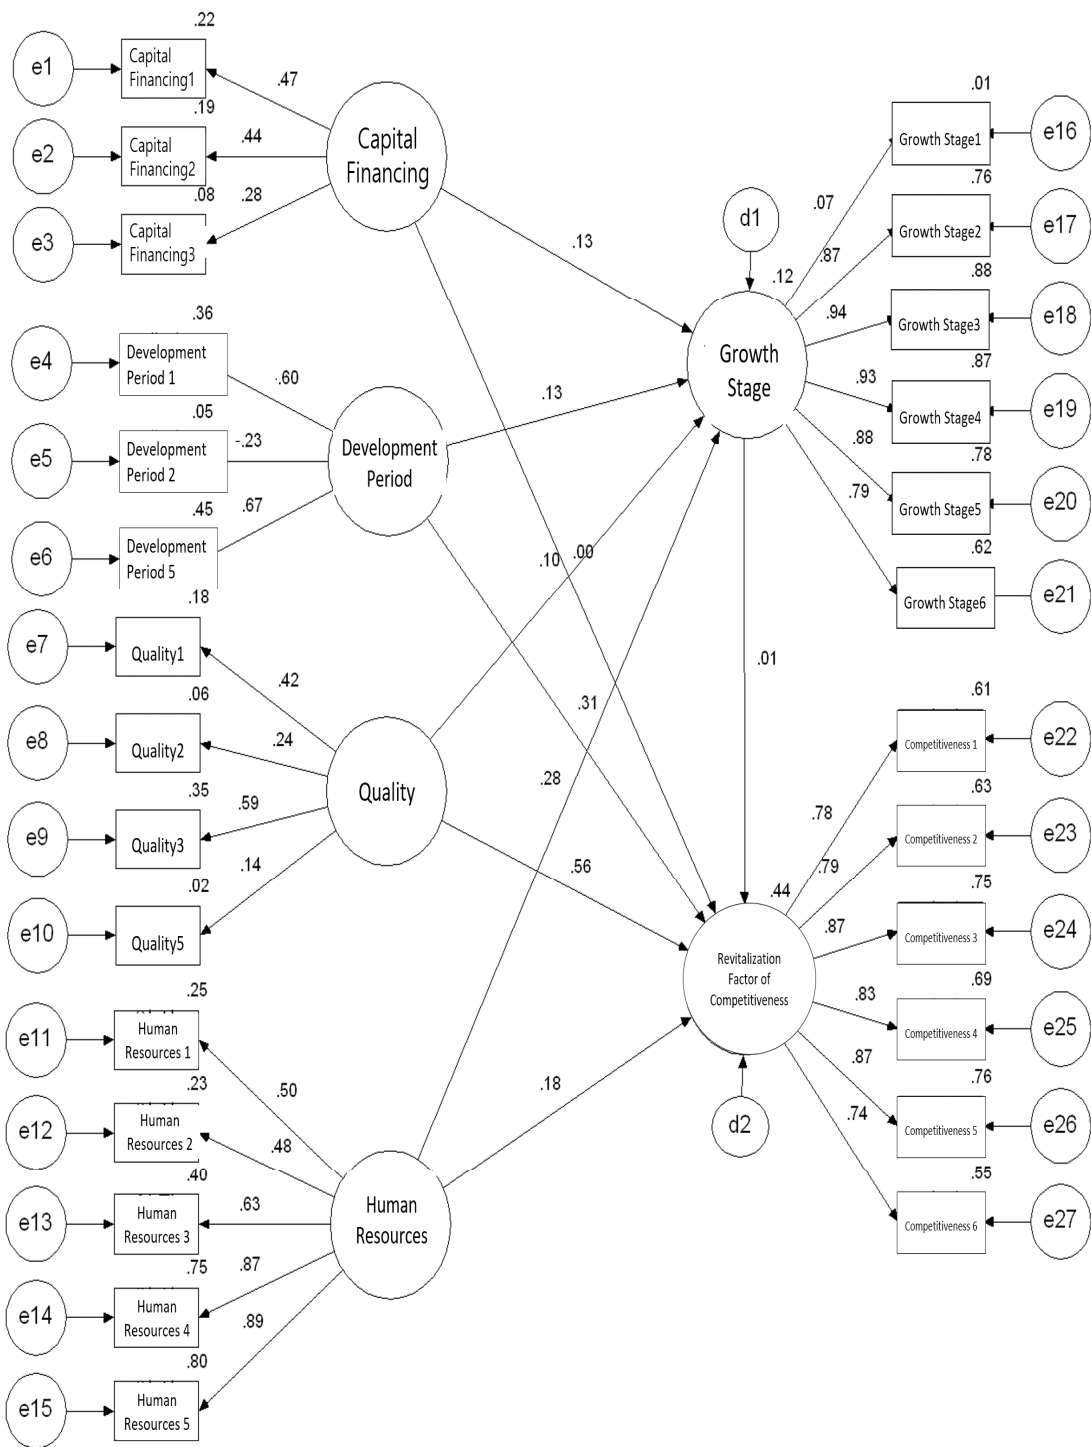 .22
e1
Capital
Financing1
.47
.19
e2
Capital
Financing2
.44
.08
.28
e3
Capital
Financing3
Capital
Financing
.36
e4
Development
Period 1
-.60
.05
e5
Development
Period 2
-.23
.45
.67
e6
Development
Period 5
Development
Period
.18
e7
Quality1
.42
.06
e8
Quality2
.24
.35
.59
e9
Quality3
.14
.02
e10
Quality5
Quality
.25
e11
Human
Resources 1
.50
.23
e12
Human
Resources 2
.48
.40
e13
Human
Resources 3
.63
.75
.87
e14
Human
Resources 4
.89
.80
e15
Human
Resources 5
Human
Resources
.13
.13
.10
.00
.31
.28
.01
.56
.18
d1
.12
Growth
Stage
.01
Growth Stage1
e16
.07
.76
Growth Stage2
e17
.87
.88
Growth Stage3
e18
.94
.87
Growth Stage4
e19
.93
.78
Growth Stage5
e20
.88
.62
Growth Stage6
e21
.79
.44
Revitalization
Factor of
Competitiveness
d2
.61
Competitiveness 1
e22
.78
.63
Competitiveness 2
e23
.79
.75
Competitiveness 3
e24
.87
.69
Competitiveness 4
e25
.83
.76
Competitiveness 5
e26
.87
.55
Competitiveness 6
e27
.74